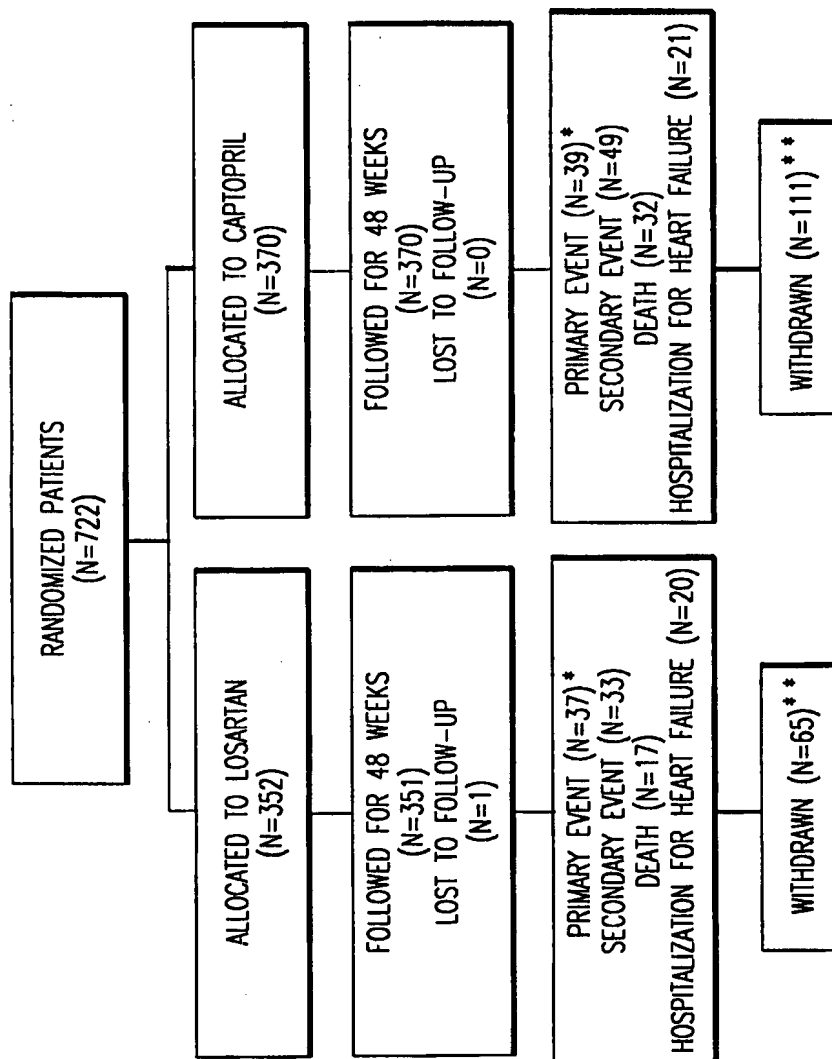 RANDOMIZED PATIENTS
(N=722)
ALLOCATED TO LOSARTAN
(N=352)
FOLLOWED FOR 48 WEEKS
(N=351)
LOST TO FOLLOW-UP
(N=1)
PRIMARY EVENT (N=37)*
SECONDARY EVENT (N=33)
DEATH (N=17)
HOSPITALIZATION FOR HEART FAILURE (N=20)
WITHDRAWN (N=65)**
ALLOCATED TO CAPTOPRIL
(N=370)
FOLLOWED FOR 48 WEEKS
(N=370)
LOST TO FOLLOW-UP
(N=0)
PRIMARY EVENT (N=39)*
SECONDARY EVENT (N=49)
DEATH (N=32)
HOSPITALIZATION FOR HEART FAILURE (N=21)
WITHDRAWN (N=111)**